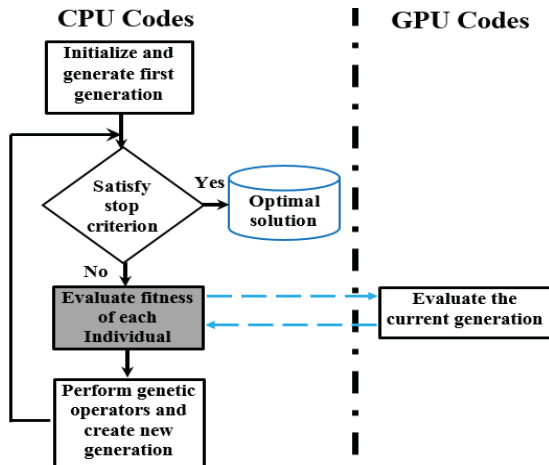 CPU Codes
GPU Codes
Initialize and
generate first
generation
Satisfy
stop
criterion
Yes
Optimal
solution
No
Evaluate fitness
of each
Individual
Evaluate the
current generation
Perform genetic
operators and
create new
generation